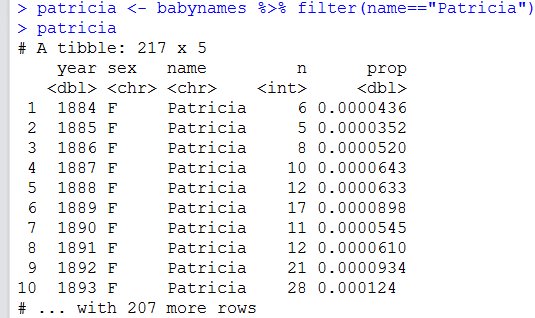 > patricia <- babynames %>% filter(name=="Patricia")
> patricia
# A tibble: 217 x 5
    year sex   name         n      prop
   <dbl> <chr> <chr>    <int>     <dbl>
 1  1884 F     Patricia     6 0.0000436
 2  1885 F     Patricia     5 0.0000352
 3  1886 F     Patricia     8 0.0000520
 4  1887 F     Patricia    10 0.0000643
 5  1888 F     Patricia    12 0.0000633
 6  1889 F     Patricia    17 0.0000898
 7  1890 F     Patricia    11 0.0000545
 8  1891 F     Patricia    12 0.0000610
 9  1892 F     Patricia    21 0.0000934
10  1893 F     Patricia    28 0.000124
# ... with 207 more rows